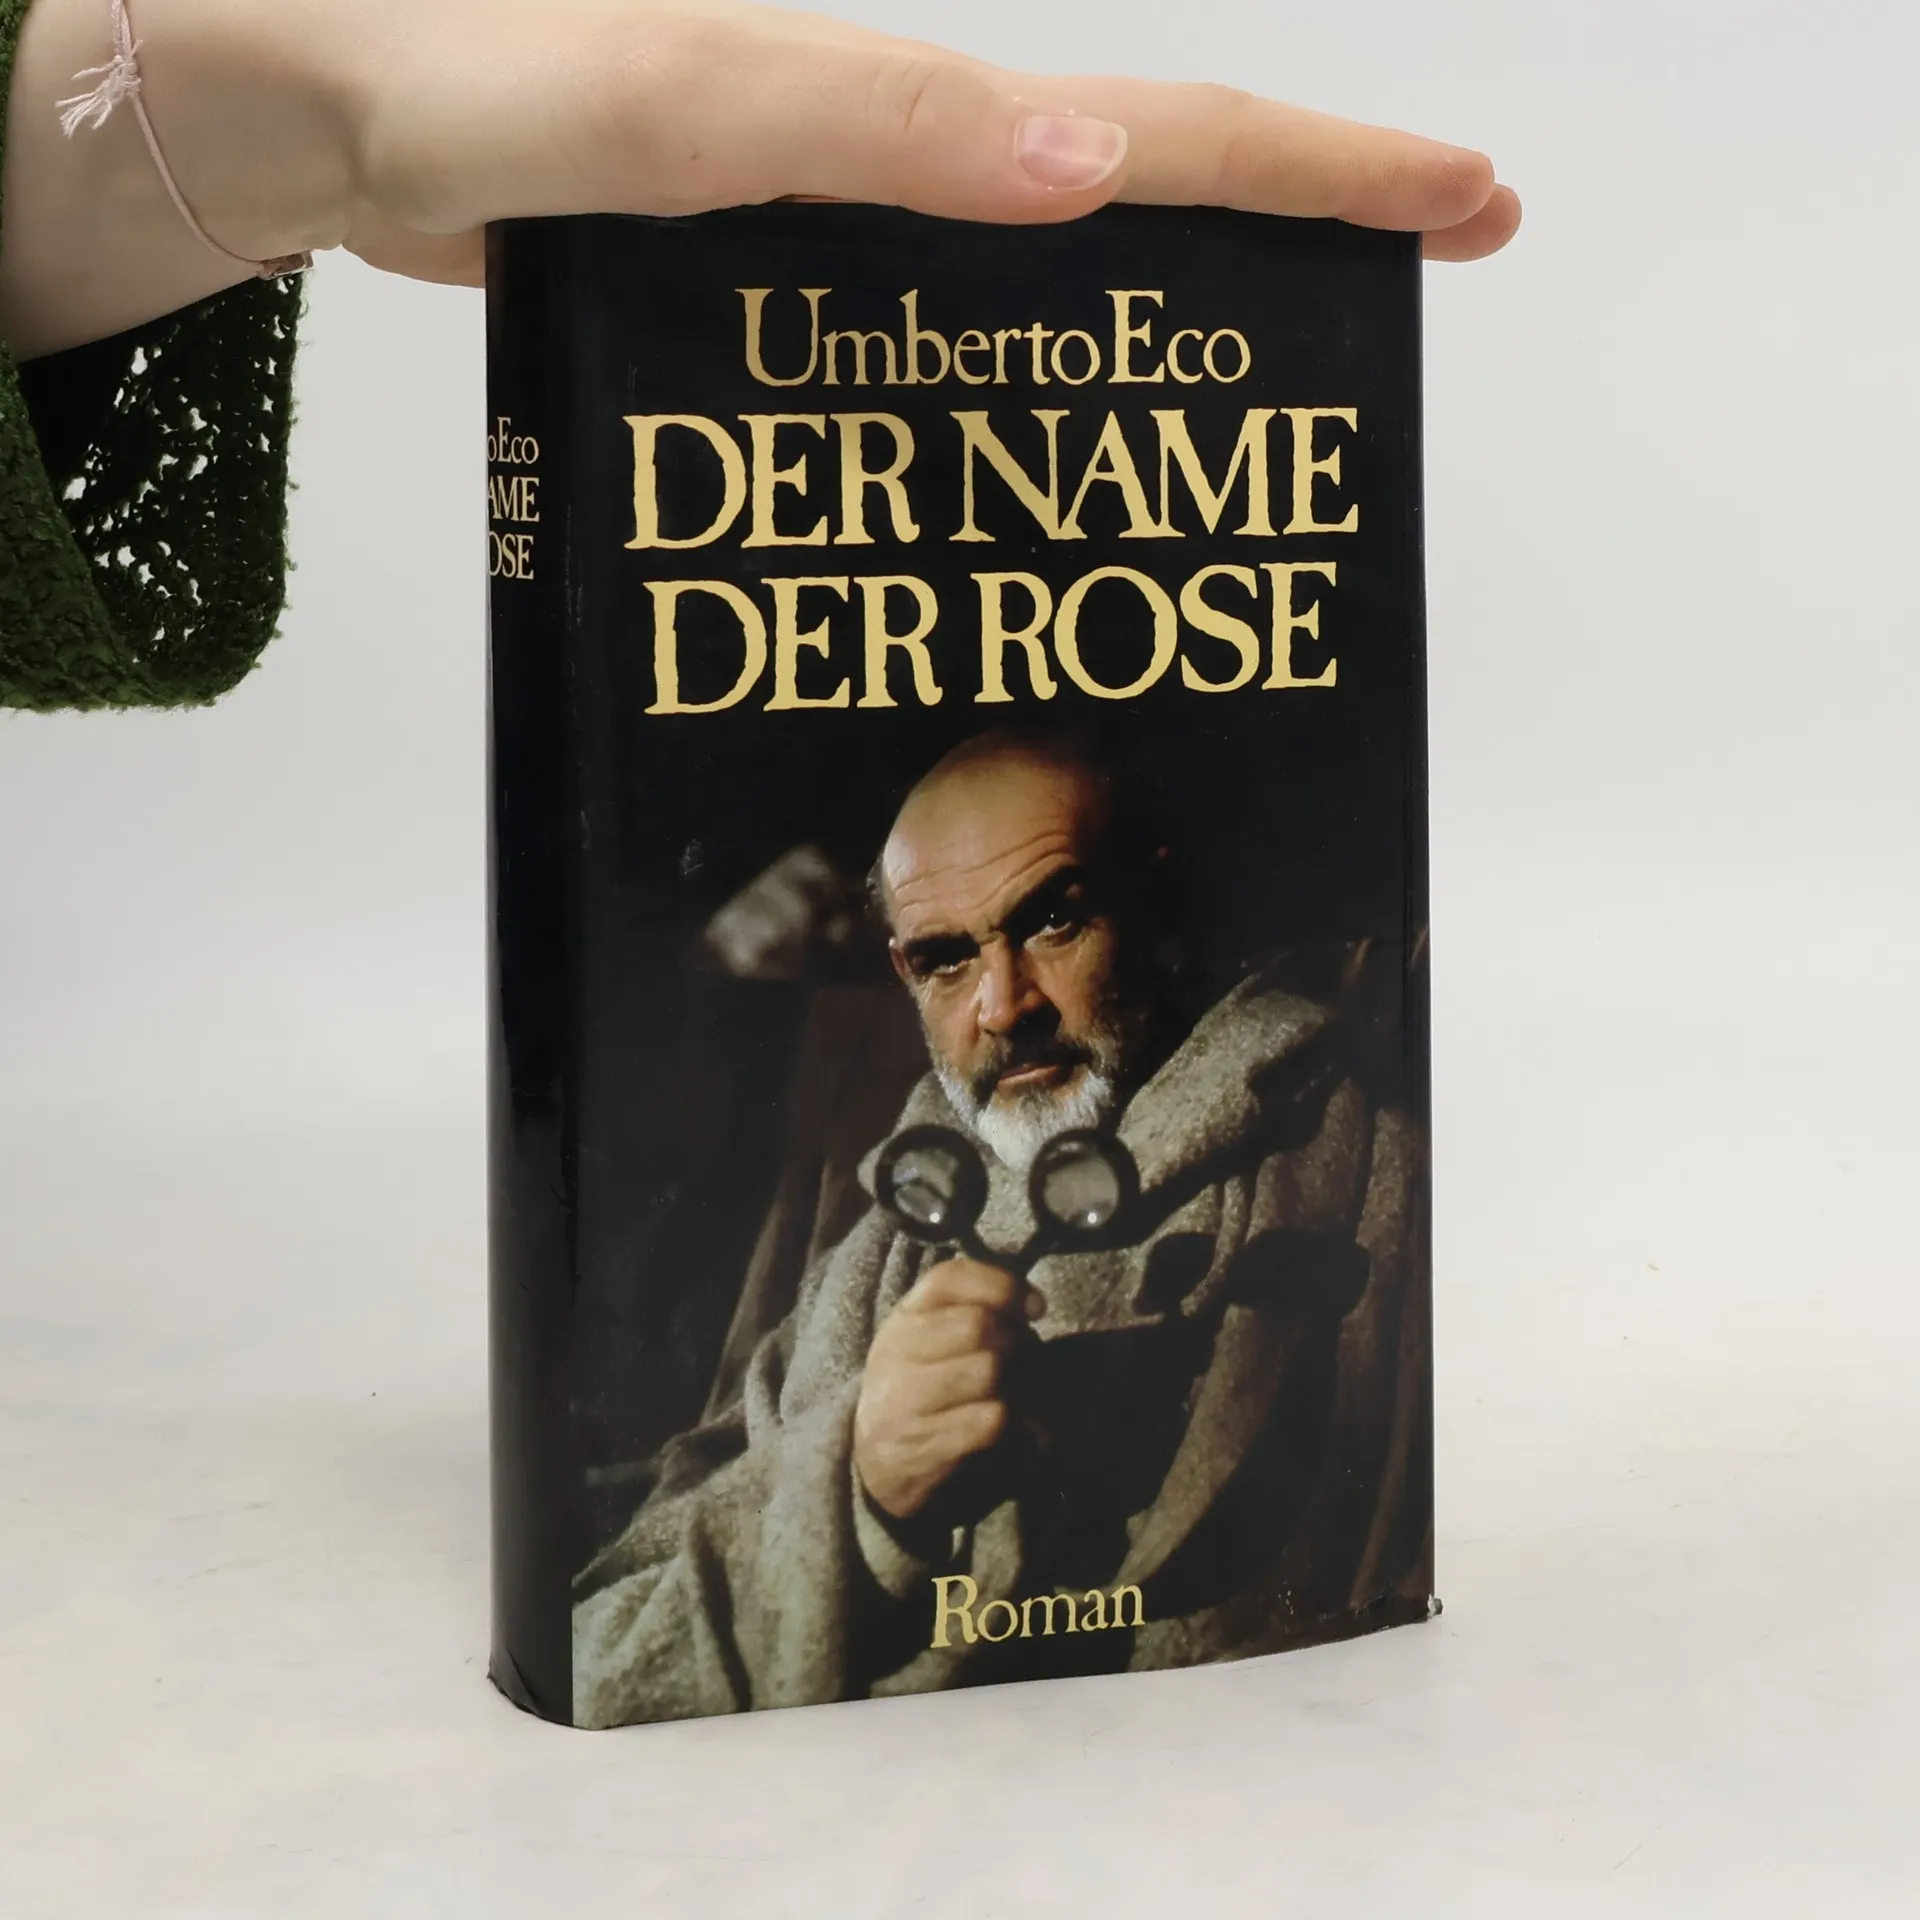 Umberto Eco
DER NAME
DER ROSE
Roman
oEco
AME
OSE